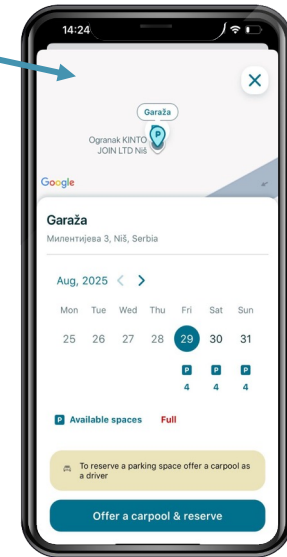 14:24
Garaža
P
Ogranak KINTO
JOIN LTD Niš
Google
Garaža
Милентијева 3, Niš, Serbia
Aug, 2025
Mon Tue Wed Thu Fri Sat Sun
25 26 27 28 29 30 31
P P P
4 4 4
P Available spaces Full
To reserve a parking space offer a carpool as
a driver
Offer a carpool & reserve